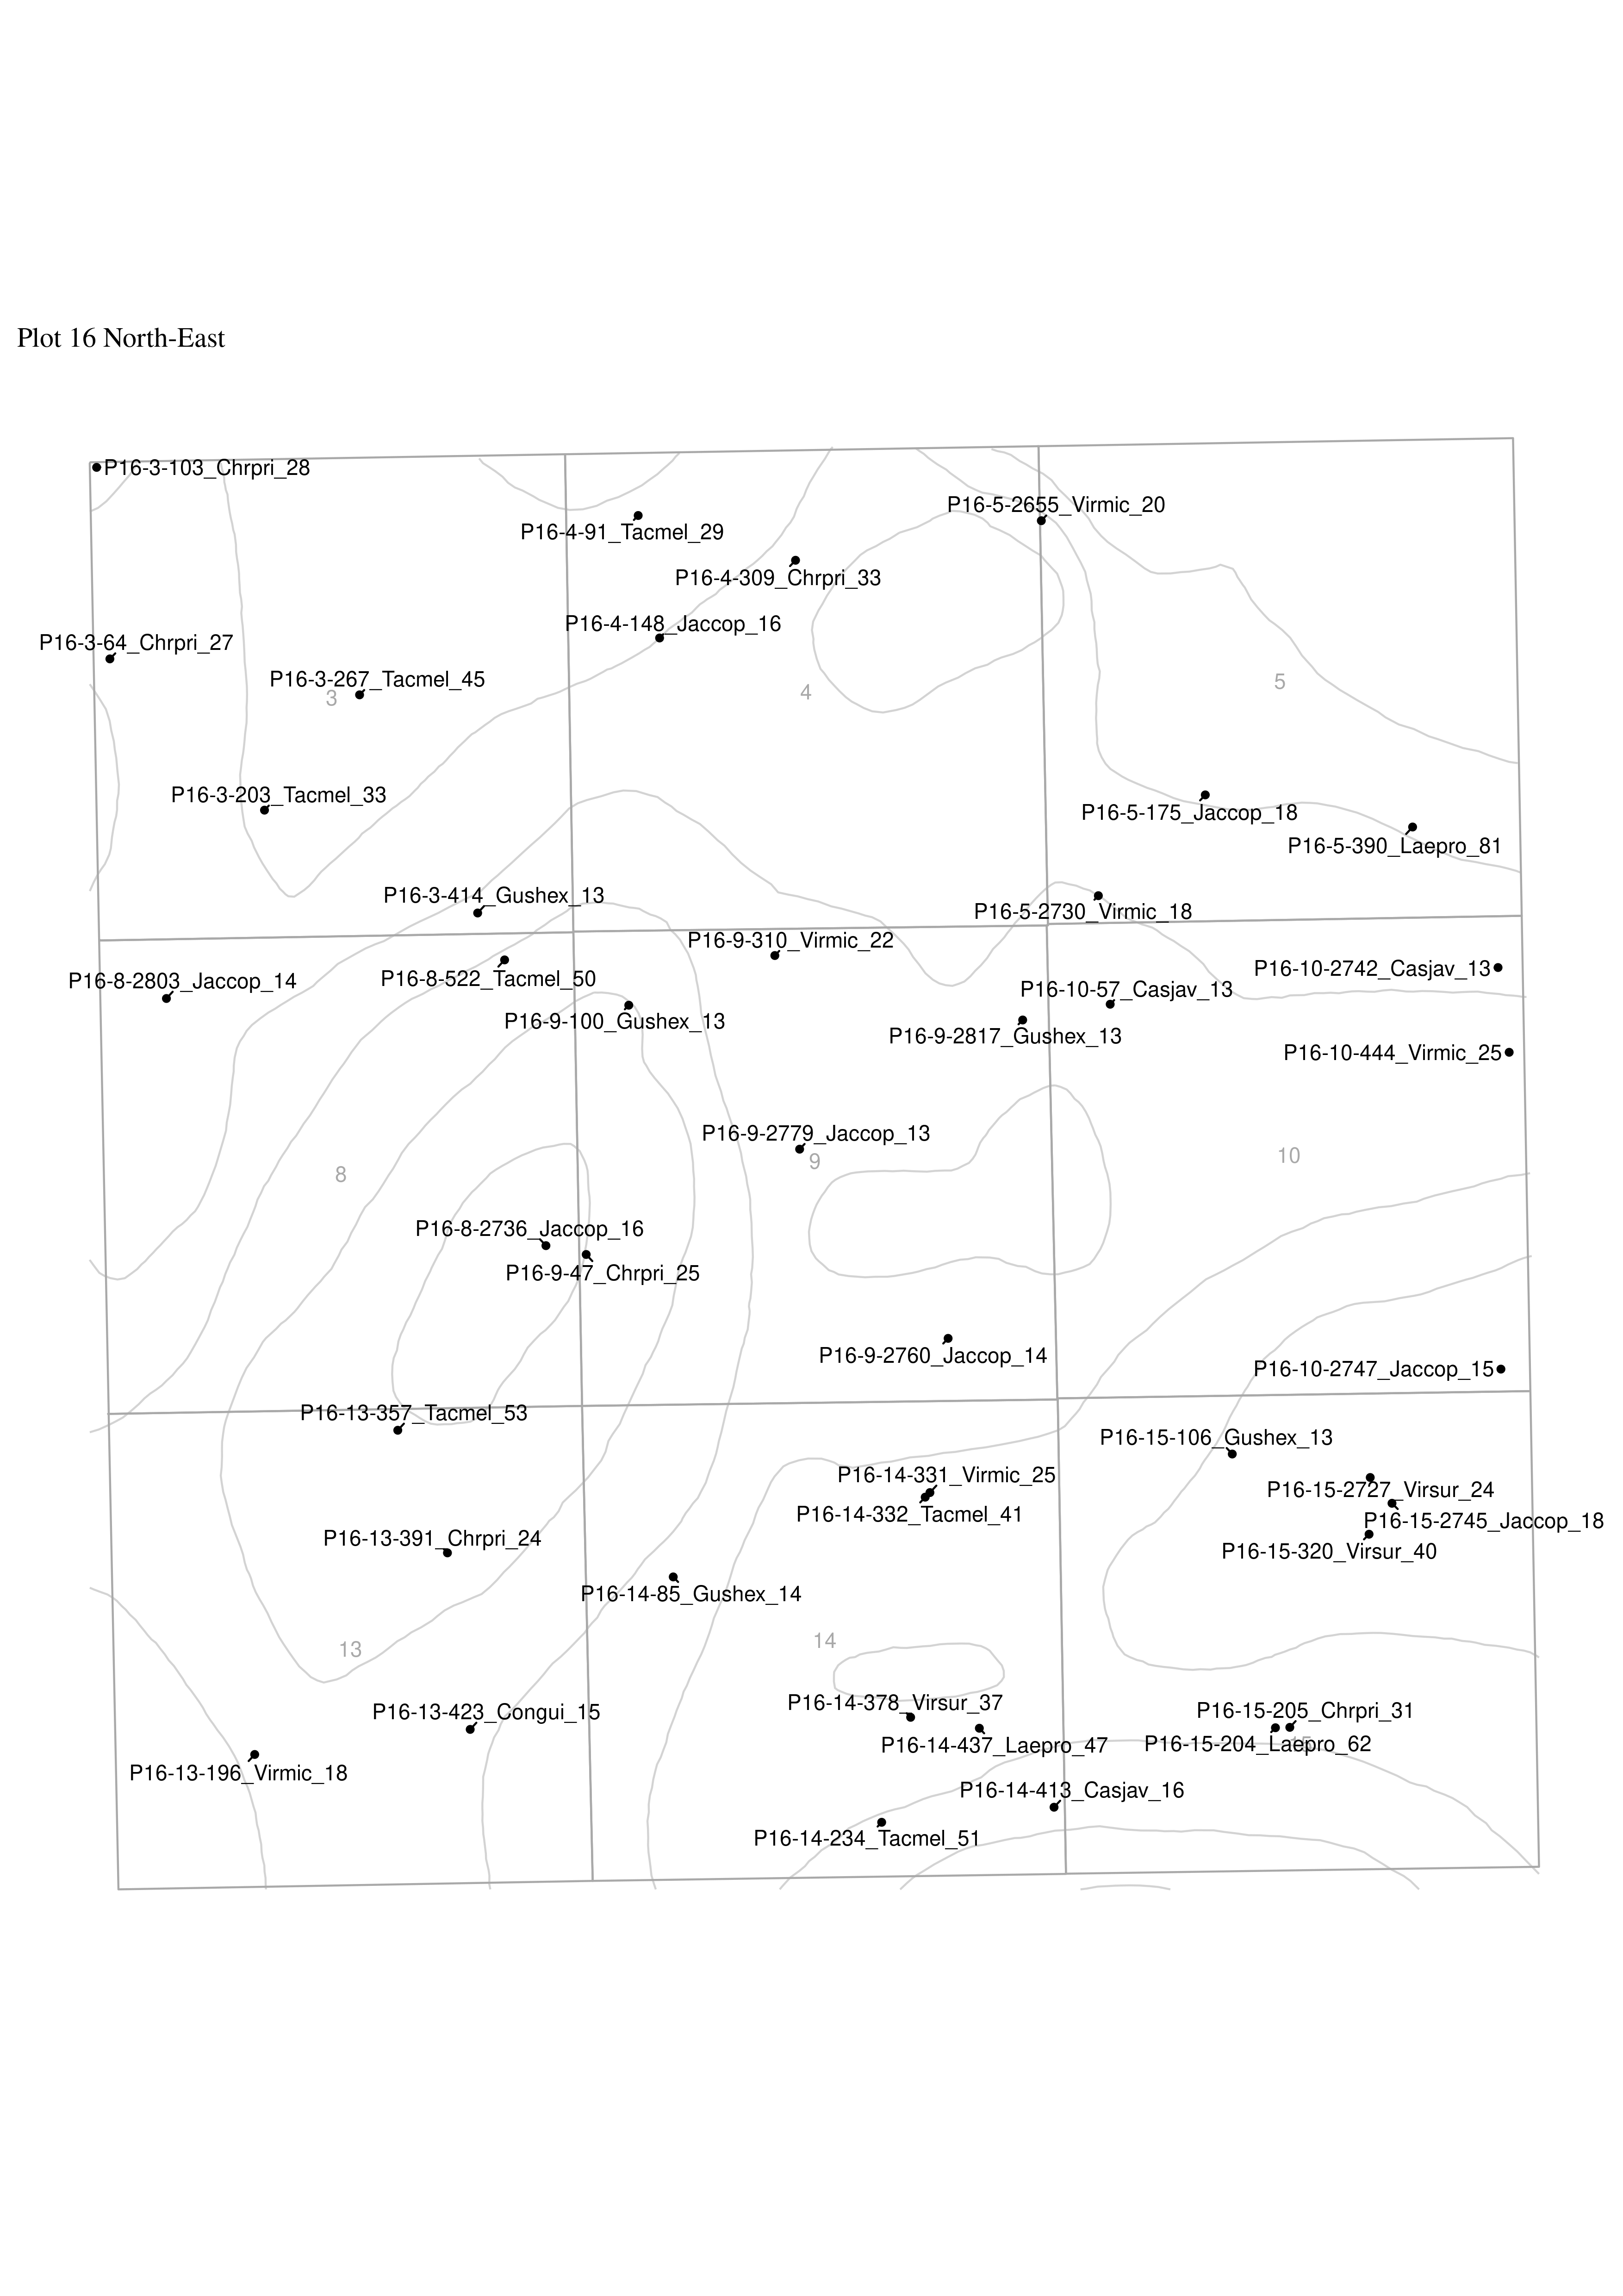 Plot 16 North-East
P16-3-103_Chrpri_28
P16-5-2655_Virmic_20
P16-4-91_Tacmel_29
P16-4-309_Chrpri_33
P16-4-148_Jaccop_16
P16-3-64_Chrpri_27
P16-3-267_Tacmel_45
3
4
5
P16-3-203_Tacmel_33
P16-5-175_Jaccop_18
P16-5-390_Laepro_81
P16-3-414_Gushex_13
P16-5-2730_Virmic_18
P16-9-310_Virmic_22
P16-10-2742_Casjav_13
P16-8-2803_Jaccop_14
P16-8-522_Tacmel_50
P16-10-57_Casjav_13
P16-9-100_Gushex_13
P16-9-2817_Gushex_13
P16-10-444_Virmic_25
P16-9-2779_Jaccop_13
8
9
10
P16-8-2736_Jaccop_16
P16-9-47_Chrpri_25
P16-9-2760_Jaccop_14
P16-10-2747_Jaccop_15
P16-13-357_Tacmel_53
P16-15-106_Gushex_13
P16-14-331_Virmic_25
P16-15-2727_Virsur_24
P16-14-332_Tacmel_41
P16-15-2745_Jaccop_18
P16-13-391_Chrpri_24
P16-15-320_Virsur_40
P16-14-85_Gushex_14
13
14
P16-14-378_Virsur_37
P16-13-423_Congui_15
P16-15-205_Chrpri_31
P16-14-437_Laepro_47
P16-15-204_Laepro_62
15
P16-13-196_Virmic_18
P16-14-413_Casjav_16
P16-14-234_Tacmel_51